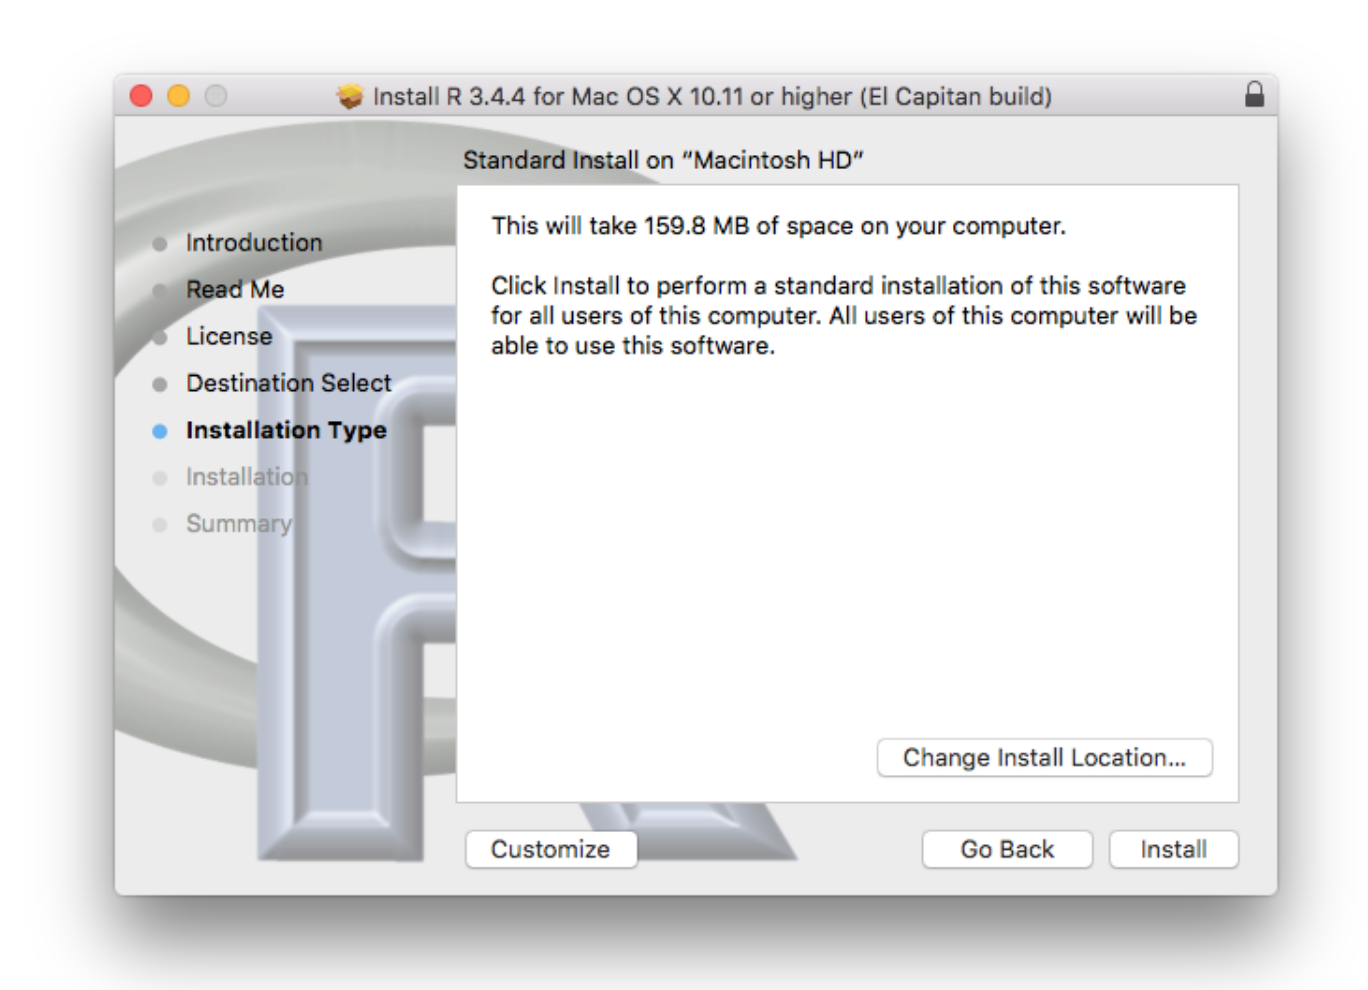 Install R 3.4.4 for Mac OS X 10.11 or higher (El Capitan build)
Standard Install on “Macintosh HD”
Introduction
Read Me
License
Destination Select
Installation Type
Installation
Summary
This will take 159.8 MB of space on your computer.
Click Install to perform a standard installation of this software
for all users of this computer. All users of this computer will be
able to use this software.
Change Install Location...
Customize
Go Back
Install